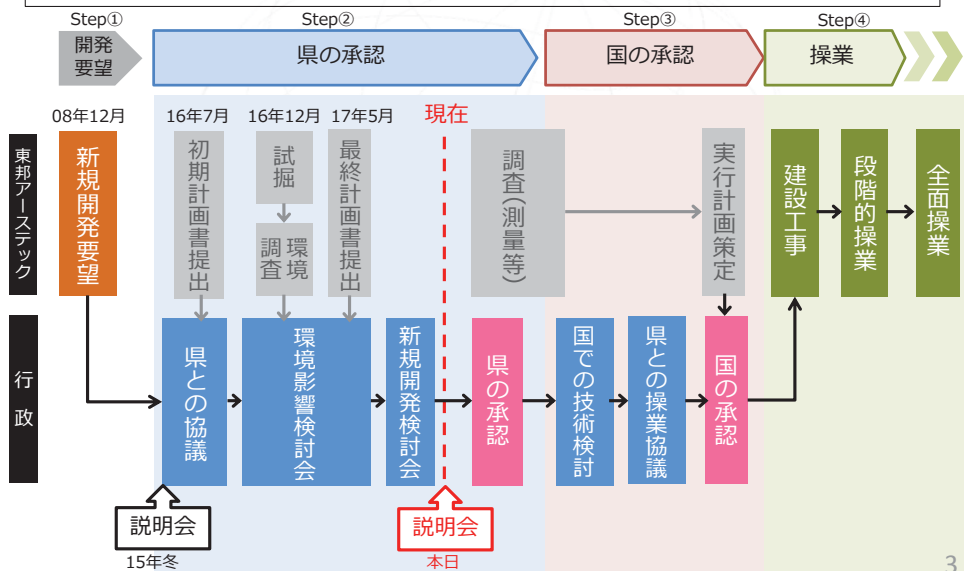 Step①
Step②
Step③
Step④
開発
要望
県の承認
国の承認
操業
08年12月
16年7月
16年12月
17年5月
現在
東邦アーステック
新規開発要望
初期計画書提出
試掘
環境
調査
最終計画書提出
調査(測量等)
実行計画策定
建設工事
段階的操業
全面操業
行政
県との協議
環境影響検討会
新規開発検討会
県の承認
国での技術検討
県との操業協議
国の承認
説明会
説明会
15年冬
本日
3